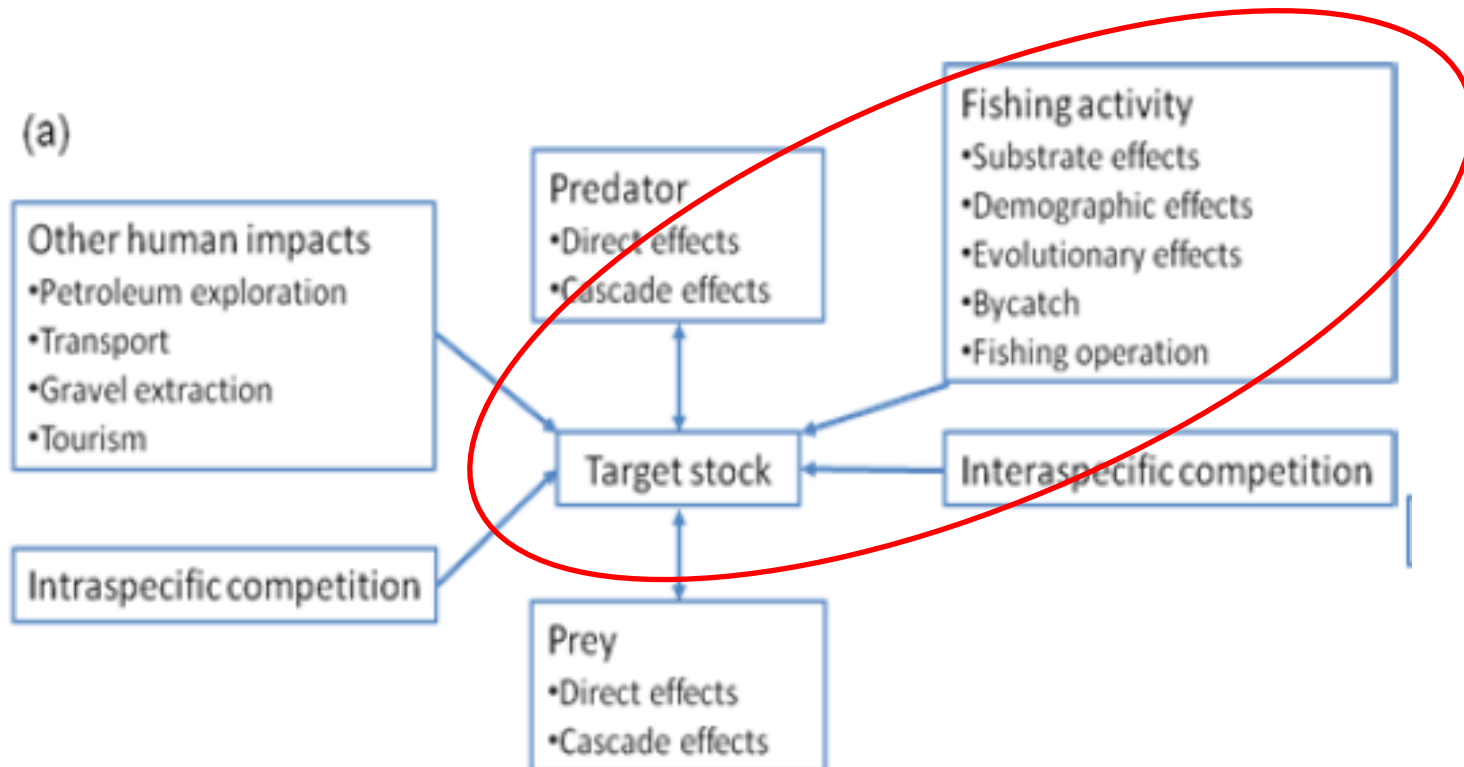 (a)
Other human impacts
•Petroleum exploration
•Transport
•Gravel extraction
•Tourism
Predator
•Direct effects
•Cascade effects
Fishing activity
•Substrate effects
•Demographic effects
•Evolutionary effects
•Bycatch
•Fishing operation
Target stock
Interaspecific competition
Intraspecific competition
Prey
•Direct effects
•Cascade effects